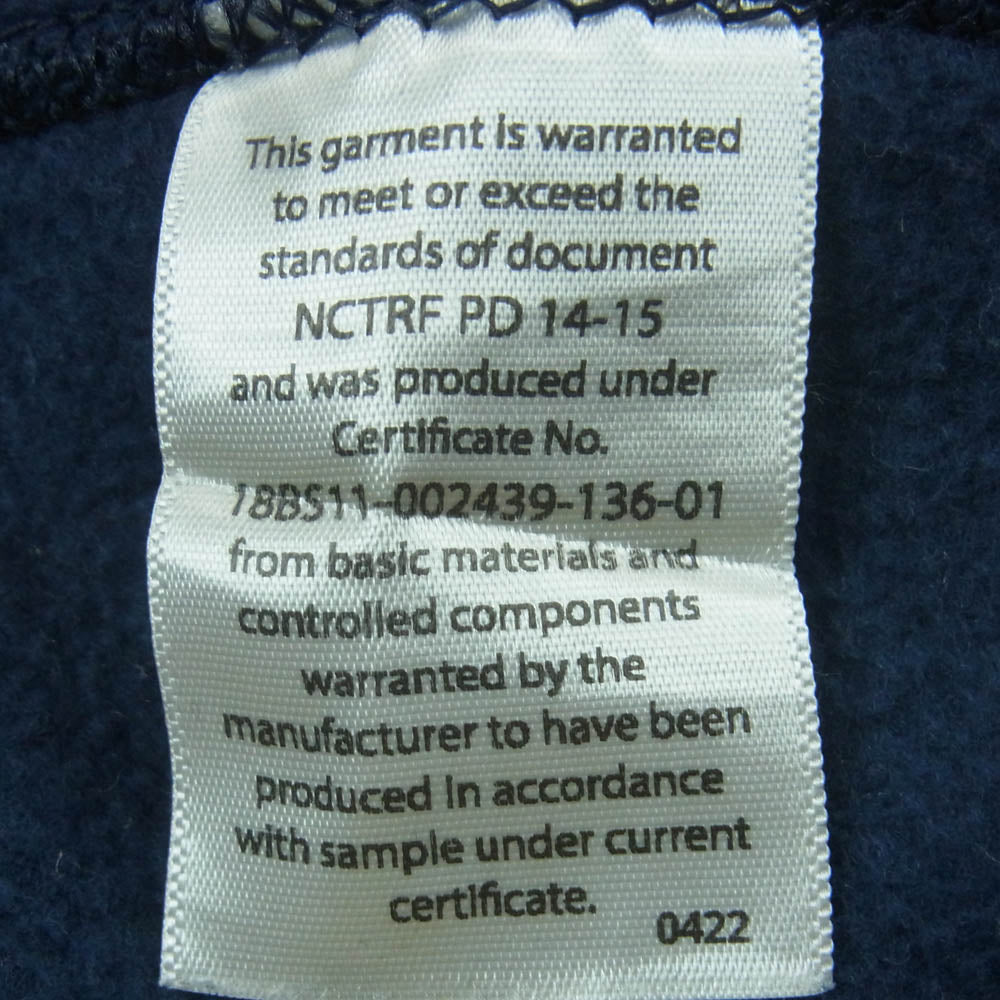 This garment is warranted
to meet or exceed the
standards of document
NCTRF PD 14-15
and was produced under
Certificate No.
18BS11-002439-136-01
from basic materials and
controlled components
warranted by the
manufacturer to have been
produced in accordance
with sample under current
certificate.
0422